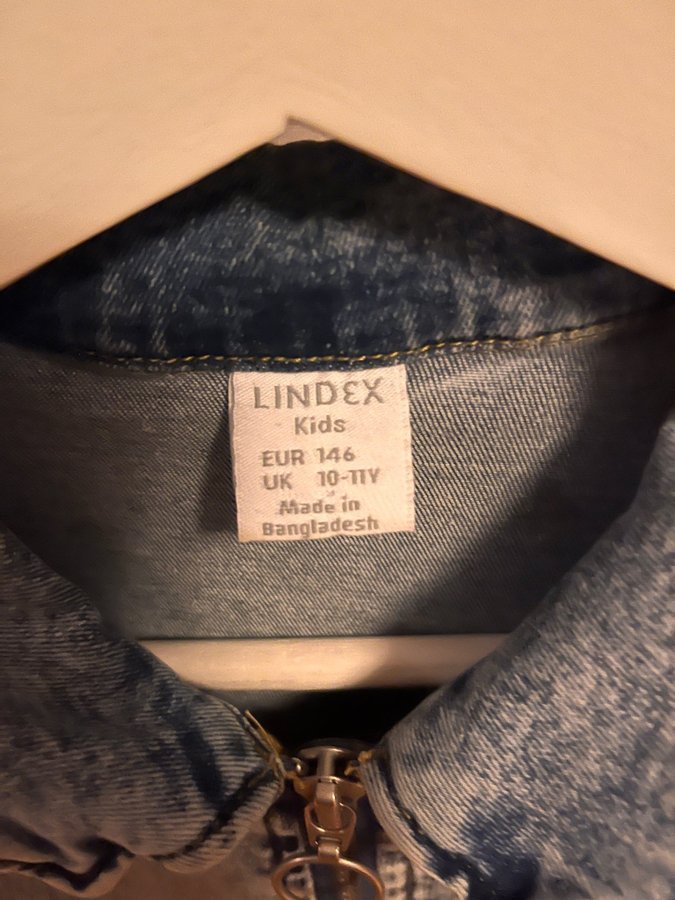 LINDEX
Kids
EUR 146
UK 10-11Y
Made in
Bangladesh